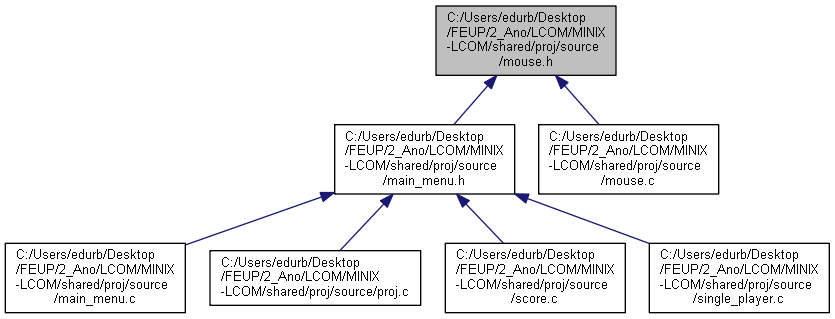 C:/Users/edurb/Desktop
/FEUP/2_Ano/LCOM/MINIX
-LCOM/shared/proj/source
/mouse.h
C:/Users/edurb/Desktop
/FEUP/2_Ano/LCOM/MINIX
-LCOM/shared/proj/source
/main_menu.h
C:/Users/edurb/Desktop
/FEUP/2_Ano/LCOM/MINIX
-LCOM/shared/proj/source
/mouse.c
C:/Users/edurb/Desktop
/FEUP/2_Ano/LCOM/MINIX
-LCOM/shared/proj/source
/main_menu.c
C:/Users/edurb/Desktop
/FEUP/2_Ano/LCOM/MINIX
-LCOM/shared/proj/source/proj.c
C:/Users/edurb/Desktop
/FEUP/2_Ano/LCOM/MINIX
-LCOM/shared/proj/source
/score.c
C:/Users/edurb/Desktop
/FEUP/2_Ano/LCOM/MINIX
-LCOM/shared/proj/source
/single_player.c